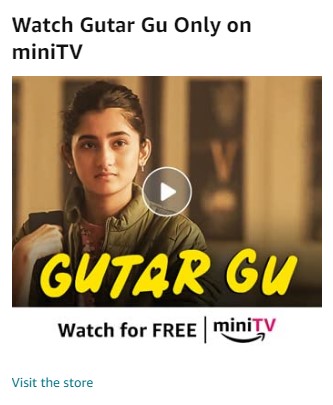 Watch Gutar Gu Only on
miniTV
GUTAR GU
Watch for FREE | miniTV
Visit the store